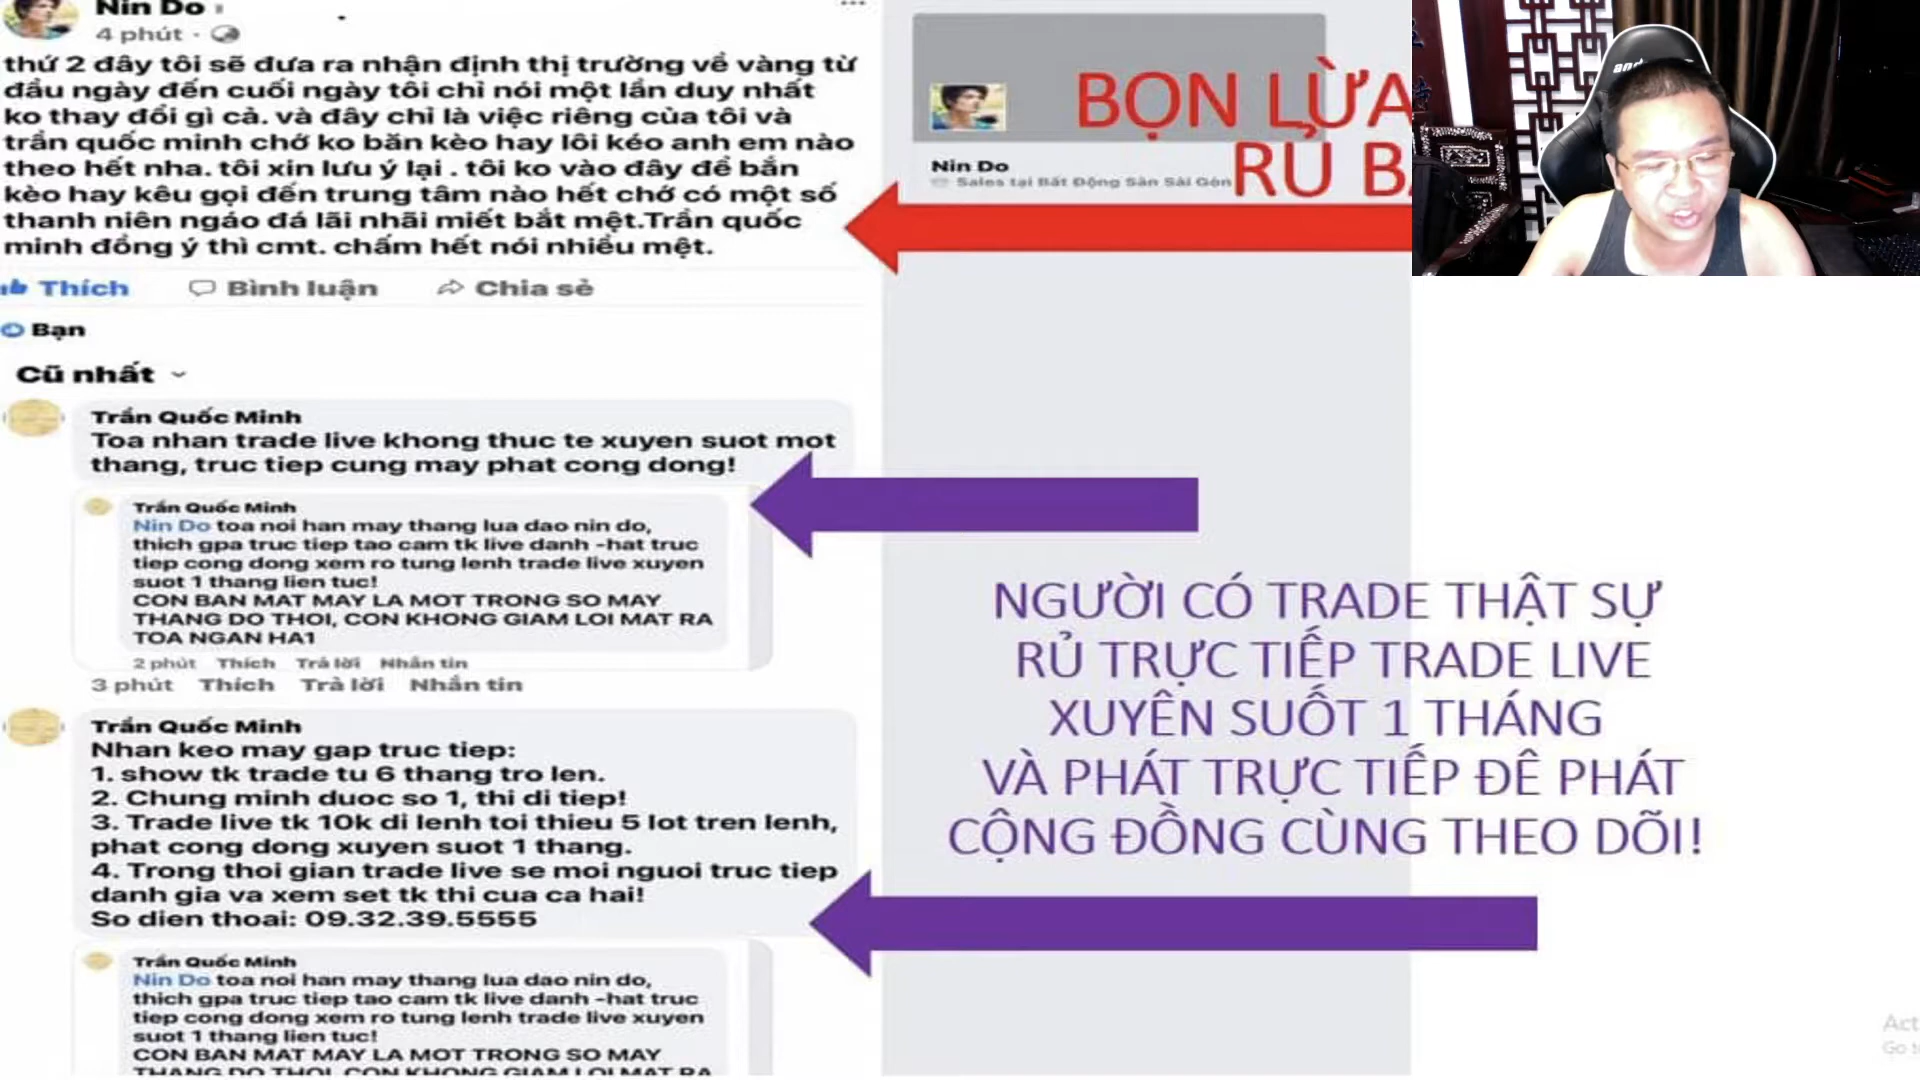 Nin Do
4 phút ·
thứ 2 đây tôi sẽ đưa ra nhận định thị trường về vàng từ
đầu ngày đến cuối ngày tôi chỉ nói một lần duy nhất
ko thay đổi gì cả. và đây chỉ là việc riêng của tôi và
trần quốc minh chớ ko băn kèo hay lôi kéo anh em nào
theo hết nha. tôi xin lưu ý lại . tôi ko vào đây để bắn
kèo hay kêu gọi đến trung tâm nào hết chớ có một số
thanh niên ngáo đá lãi nhãi miết bắt mệt.Trần quốc
minh đồng ý thì cmt. chấm hết nói nhiều mệt.
Thích Bình luận Chia sẻ
Bạn
Cũ nhất
Trần Quốc Minh
Toa nhan trade live khong thuc te xuyen suot mot
thang, truc tiep cung may phat cong dong!
Trần Quốc Minh
Nin Do toa noi han may thang lua dao nin do,
thich gpa truc tiep tao cam tk live danh -hat truc
tiep cong dong xem ro tung lenh trade live xuyen
suot 1 thang lien tuc!
CON BAN MAT MAY LA MOT TRONG SO MAY
THANG DO THOI, CON KHONG GIAM LOI MAT RA
TOA NGAN HA1
2 phút Thích Trả lời Nhắn tin
3 phút Thích Trả lời Nhắn tin
Trần Quốc Minh
Nhan keo may gap truc tiep:
1. show tk trade tu 6 thang tro len.
2. Chung minh duoc so 1, thi di tiep!
3. Trade live tk 10k di lenh toi thieu 5 lot tren lenh,
phat cong dong xuyen suot 1 thang.
4. Trong thoi gian trade live se moi nguoi truc tiep
danh gia va xem set tk thi cua ca hai!
So dien thoai: 09.32.39.5555
Trần Quốc Minh
Nin Do toa noi han may thang lua dao nin do,
thich gpa truc tiep tao cam tk live danh -hat truc
tiep cong dong xem ro tung lenh trade live xuyen
suot 1 thang lien tuc!
CON BAN MAT MAY LA MOT TRONG SO MAY
THANG DO THOI, CON KHONG GIAM LOI MAT RA
BỌN LỪA
RỦ
Nin Do
Sales tại Bất Động Sản Sài Gòn
NGƯỜI CÓ TRADE THẬT SỰ
RỦ TRỰC TIẾP TRADE LIVE
XUYÊN SUỐT 1 THÁNG
VÀ PHÁT TRỰC TIẾP ĐÊ PHÁT
CỘNG ĐỒNG CÙNG THEO DÕI!